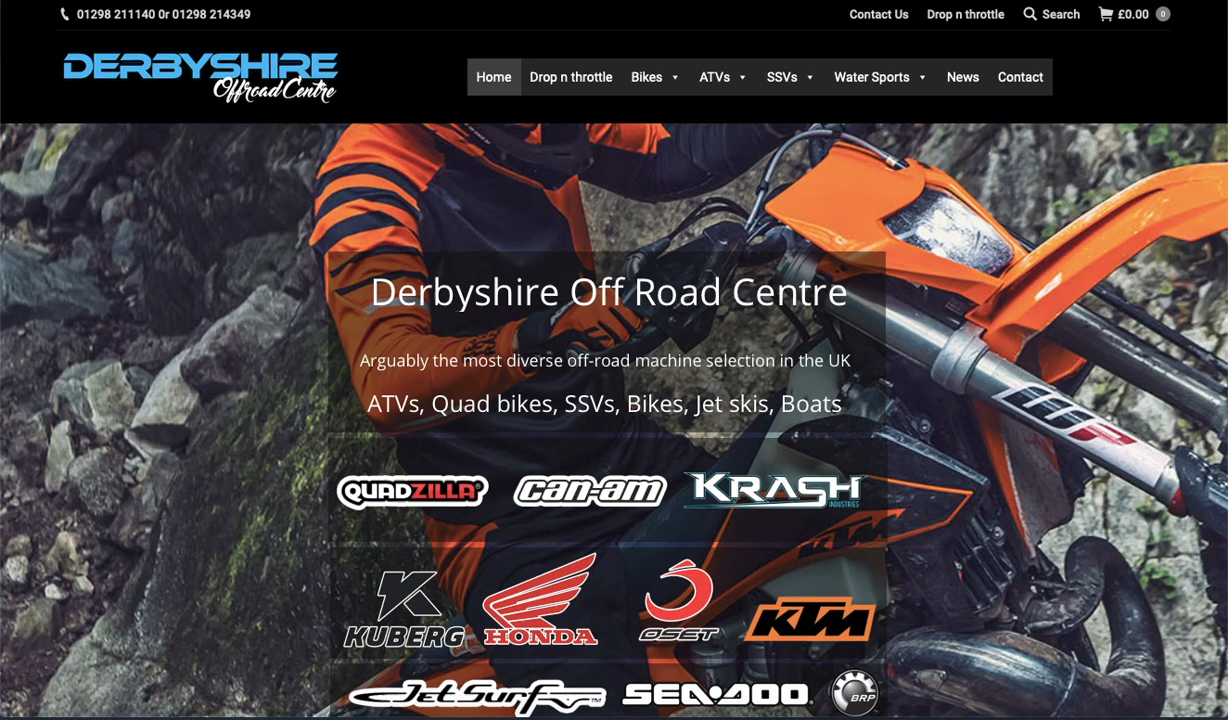 01298 211140 0r 01298 214349
Contact Us Drop n throttle Search £0.00 0
DERBYSHIRE
Offroad Centre
Home Drop n throttle Bikes ATVs SSVs Water Sports News Contact
Derbyshire Off Road Centre
Arguably the most diverse off-road machine selection in the UK
ATVs, Quad bikes, SSVs, Bikes, Jet skis, Boats
QUADZILLA® can-am KRASH
INDUSTRIES
KTM
KUBERG HONDA OSET KTM
JetSurf™ SEA-DOO® BRP